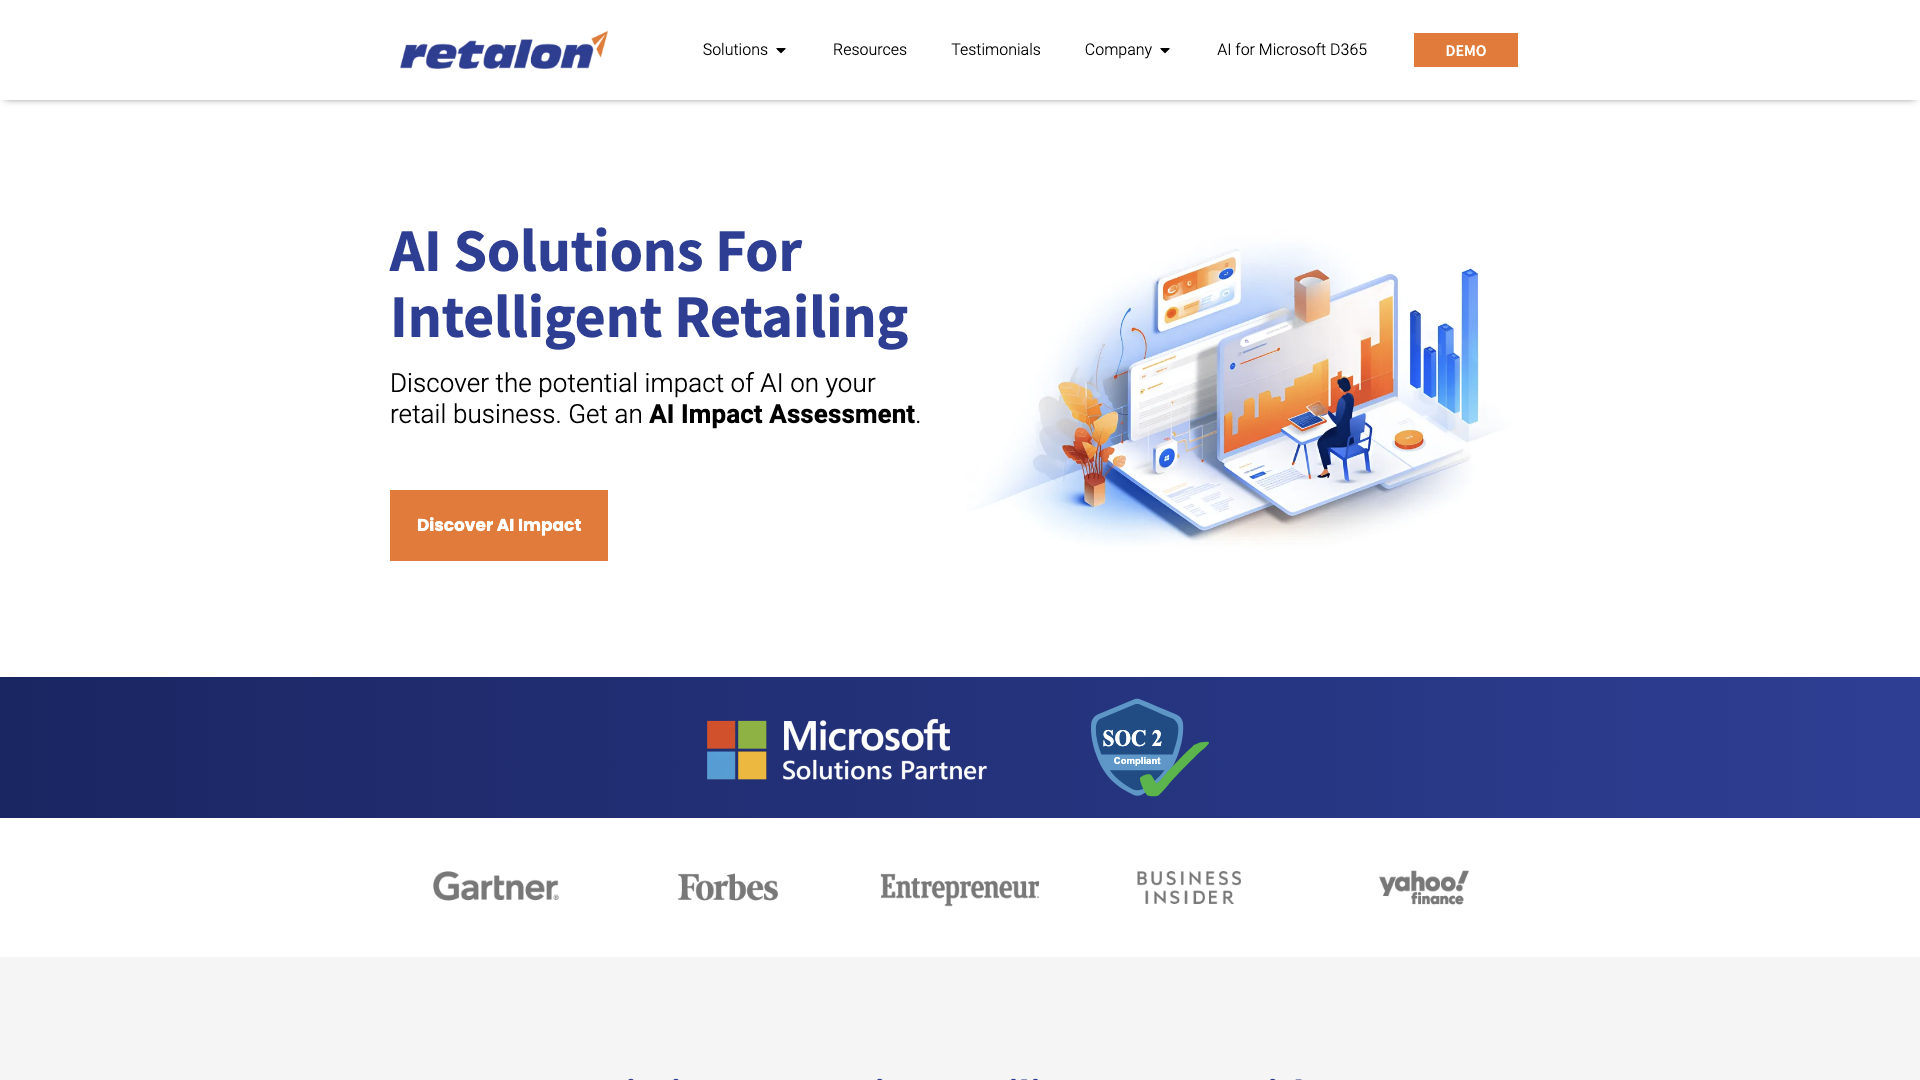 retalon
Solutions
Resources
Testimonials
Company
AI for Microsoft D365
DEMO
AI Solutions For
Intelligent Retailing
Discover the potential impact of AI on your
retail business. Get an AI Impact Assessment.
Discover AI Impact
Microsoft
Solutions Partner
SOC 2
Compliant
Gartner
Forbes
Entrepreneur
BUSINESS
INSIDER
yahoo!
finance